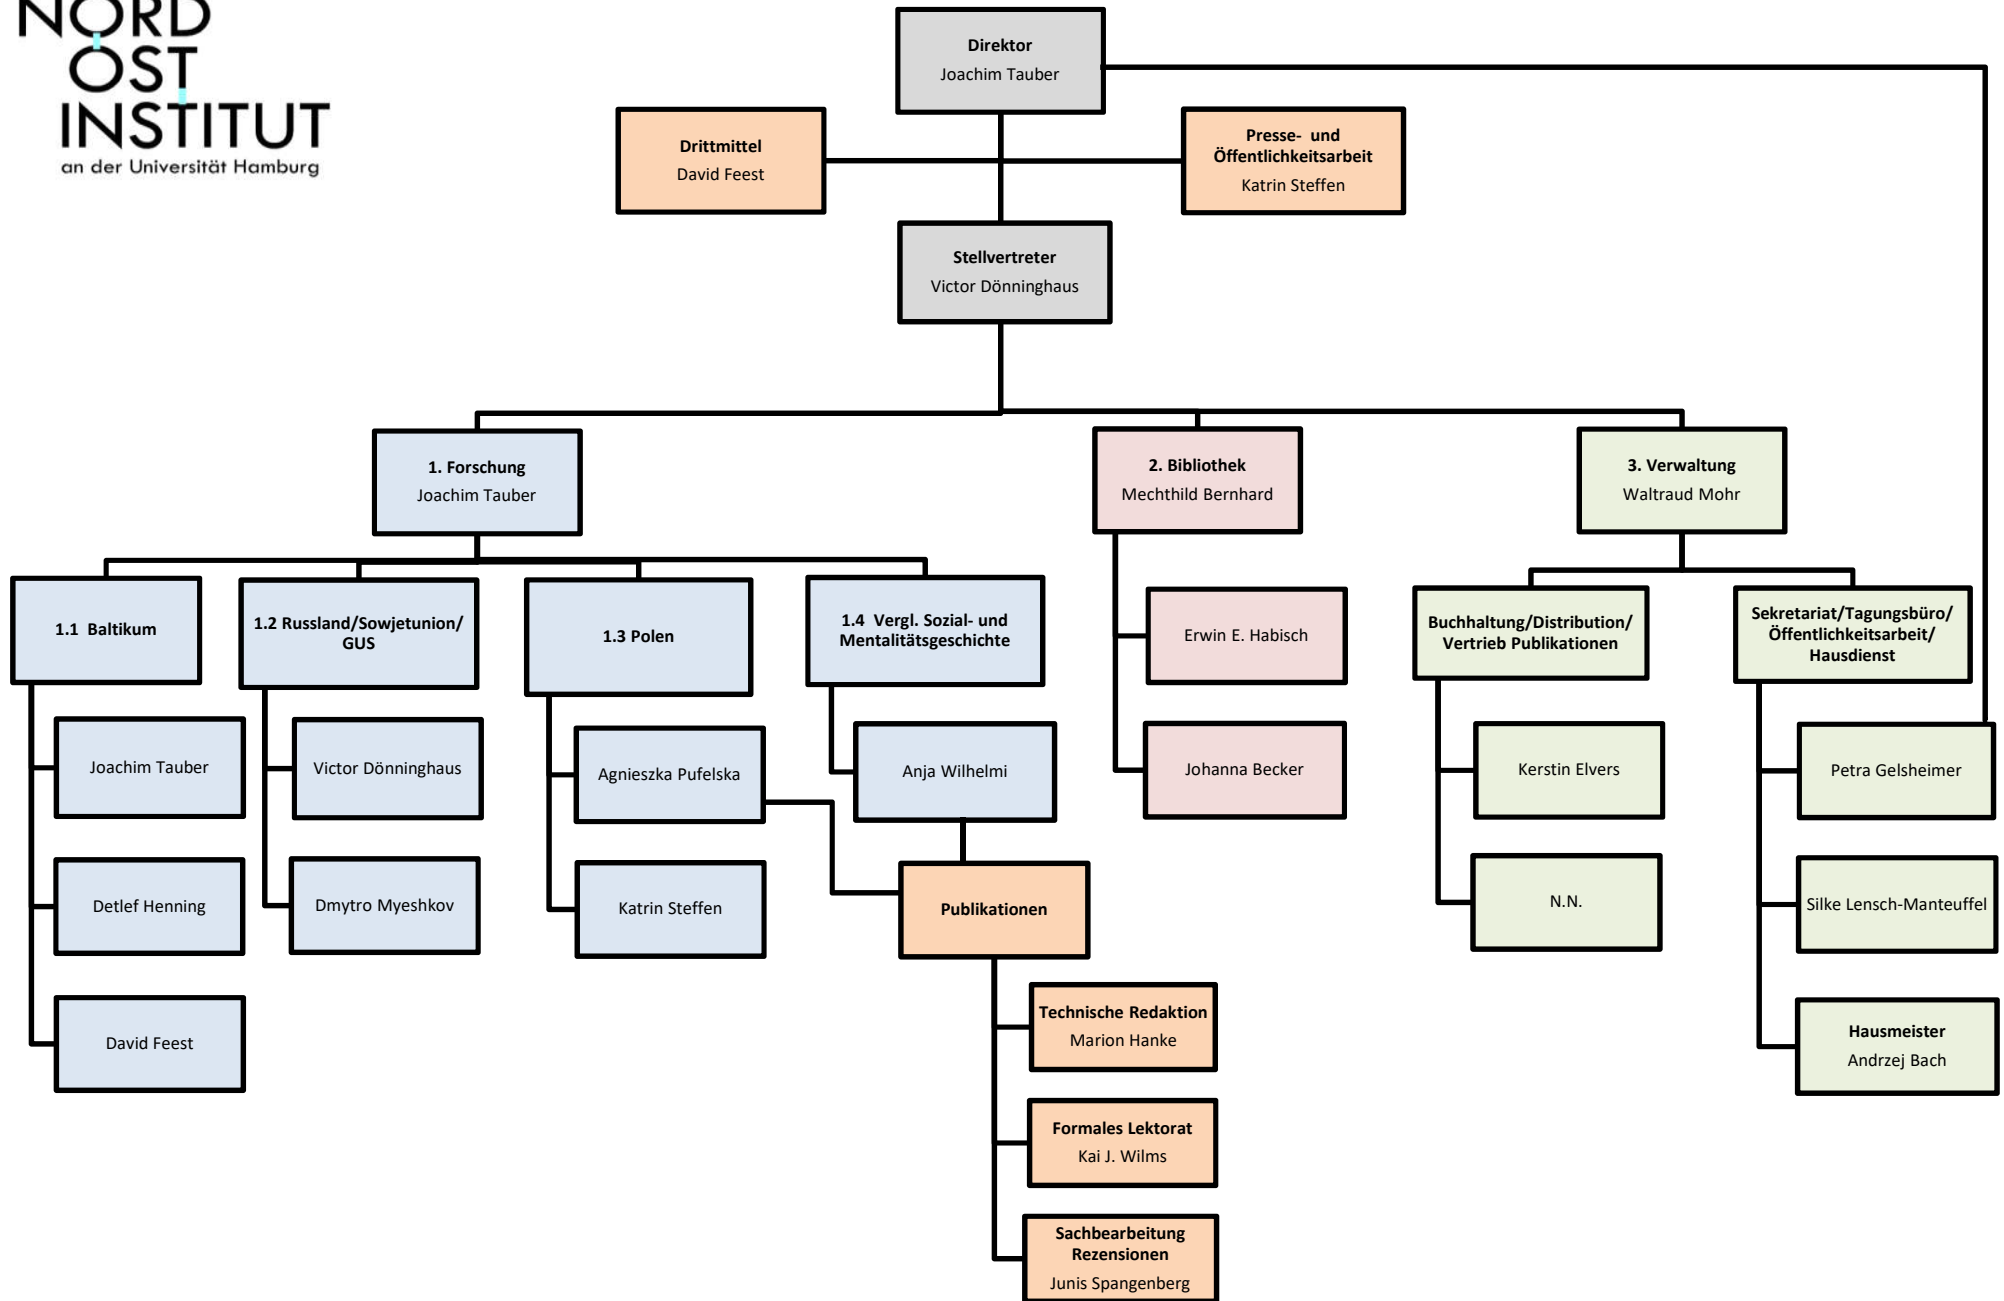 NORD
OST
INSTITUT
an der Universität Hamburg
Direktor
Joachim Tauber
Drittmittel
David Feest
Presse- und
Öffentlichkeitsarbeit
Katrin Steffen
Stellvertreter
Victor Dönninghaus
1. Forschung
Joachim Tauber
2. Bibliothek
Mechthild Bernhard
3. Verwaltung
Waltraud Mohr
1.1 Baltikum
1.2 Russland/Sowjetunion/
GUS
1.3 Polen
1.4 Vergl. Sozial- und
Mentalitätsgeschichte
Erwin E. Habisch
Buchhaltung/Distribution/
Vertrieb Publikationen
Sekretariat/Tagungsbüro/
Öffentlichkeitsarbeit/
Hausdienst
Joachim Tauber
Victor Dönninghaus
Agnieszka Pufelska
Anja Wilhelmi
Johanna Becker
Kerstin Elvers
Petra Gelsheimer
Detlef Henning
Dmytro Myeshkov
Katrin Steffen
Publikationen
N.N.
Silke Lensch-Manteuffel
David Feest
Technische Redaktion
Marion Hanke
Hausmeister
Andrzej Bach
Formales Lektorat
Kai J. Wilms
Sachbearbeitung
Rezensionen
Junis Spangenberg